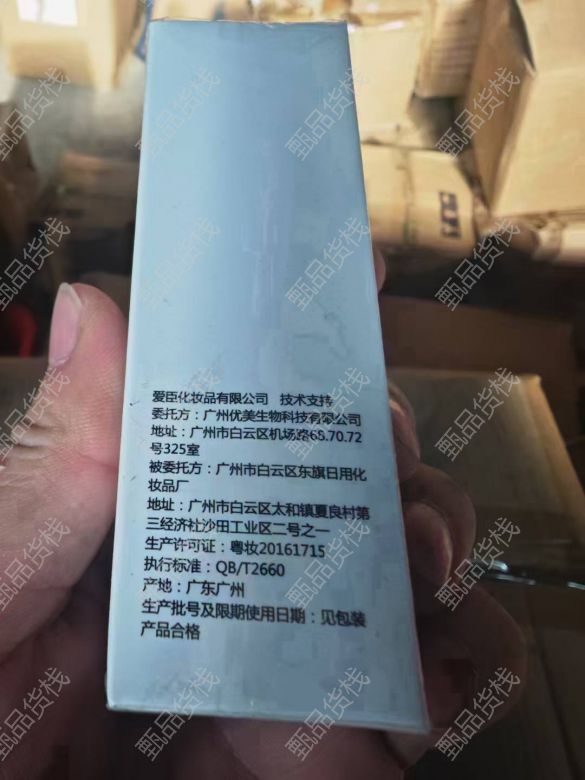 爱臣化妆品有限公司 技术支持
委托方：广州优美生物科技有限公司
地址：广州市白云区机场路68.70.72
号325室
被委托方：广州市白云区东旗日用化
妆品厂
地址：广州市白云区太和镇夏良村第
三经济社沙田工业区二号之一
生产许可证：粤妆20161715
执行标准：QB/T2660
产地：广东广州
生产批号及限期使用日期：见包装
产品合格
甄品货栈